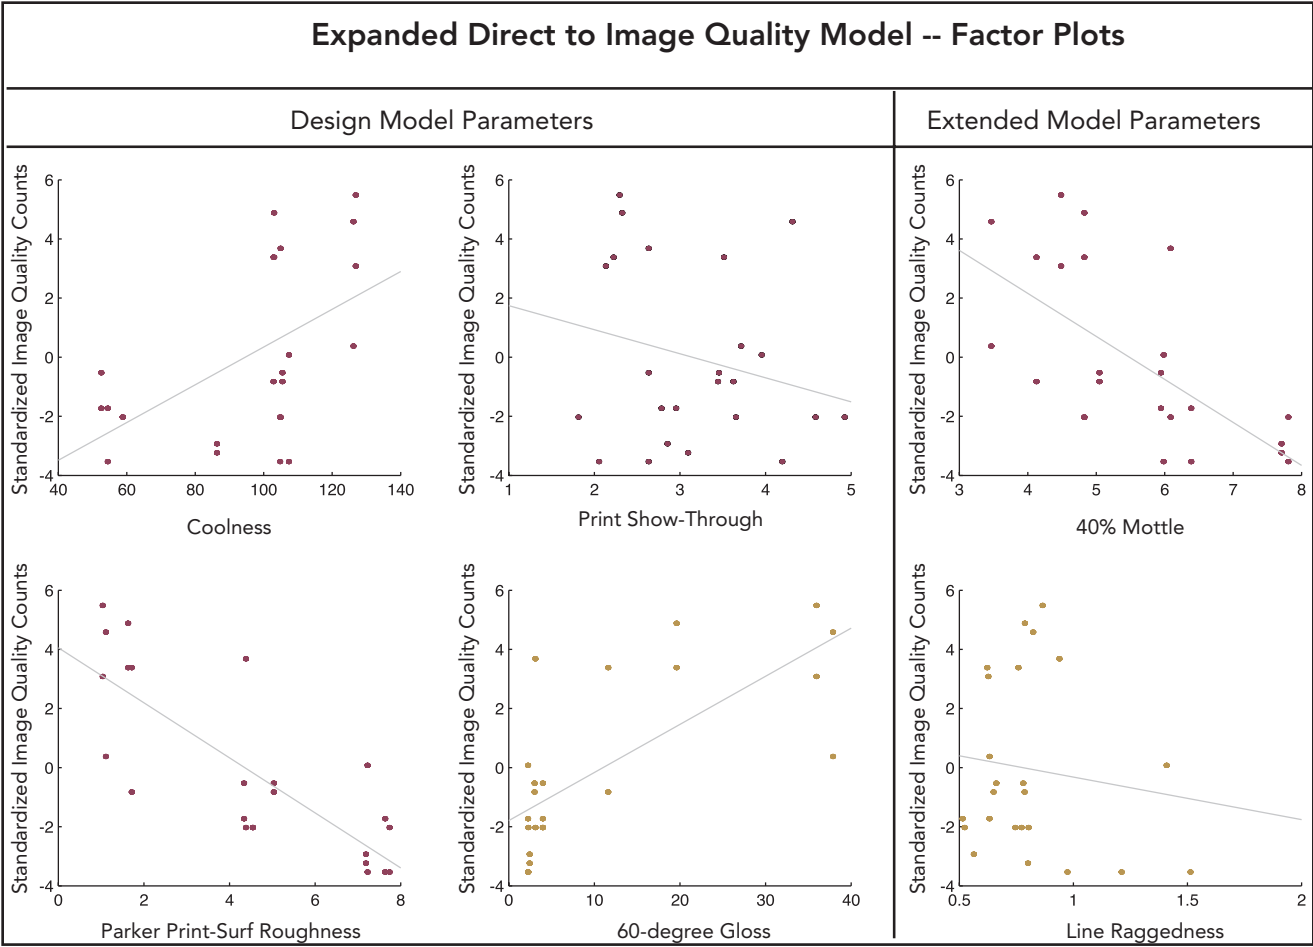 Expanded Direct to Image Quality Model -- Factor Plots
Design Model Parameters
Extended Model Parameters
Standardized Image Quality Counts
6
4
2
0
-2
-4
40 60 80 100 120 140
Coolness
Standardized Image Quality Counts
6
4
2
0
-2
-4
1 2 3 4 5
Print Show-Through
Standardized Image Quality Counts
6
4
2
0
-2
-4
3 4 5 6 7 8
40% Mottle
Standardized Image Quality Counts
6
4
2
0
-2
-4
0 2 4 6 8
Parker Print-Surf Roughness
Standardized Image Quality Counts
6
4
2
0
-2
-4
0 10 20 30 40
60-degree Gloss
Standardized Image Quality Counts
6
4
2
0
-2
-4
0.5 1 1.5 2
Line Raggedness